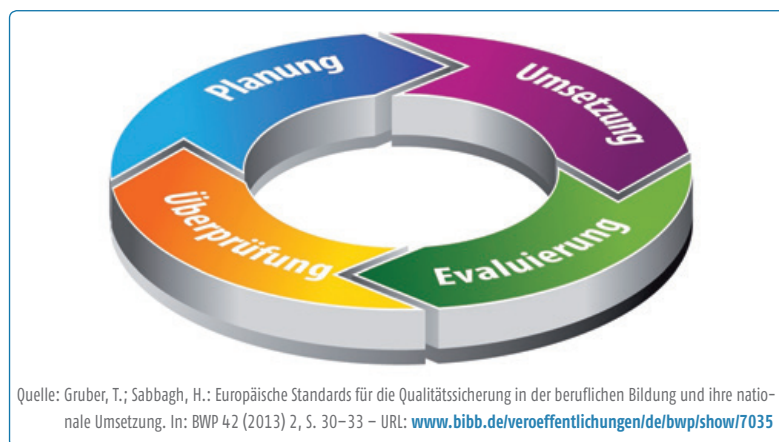 Planung
Umsetzung
Evaluierung
Überprüfung
Quelle: Gruber, T.; Sabbagh, H.: Europäische Standards für die Qualitätssicherung in der beruflichen Bildung und ihre natio-
nale Umsetzung. In: BWP 42 (2013) 2, S. 30–33 – URL: www.bibb.de/veroeffentlichungen/de/bwp/show/7035